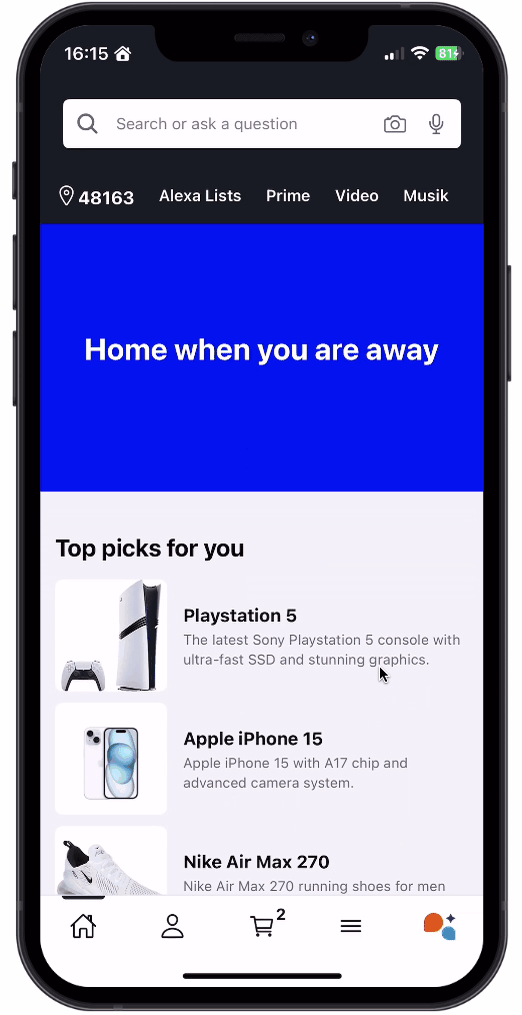 16:15
81
Search or ask a question
48163 Alexa Lists Prime Video Musik
Home when you are away
Top picks for you
Playstation 5
The latest Sony Playstation 5 console with
ultra-fast SSD and stunning graphics.
Apple iPhone 15
Apple iPhone 15 with A17 chip and
advanced camera system.
Nike Air Max 270
Nike Air Max 270 running shoes for men
2